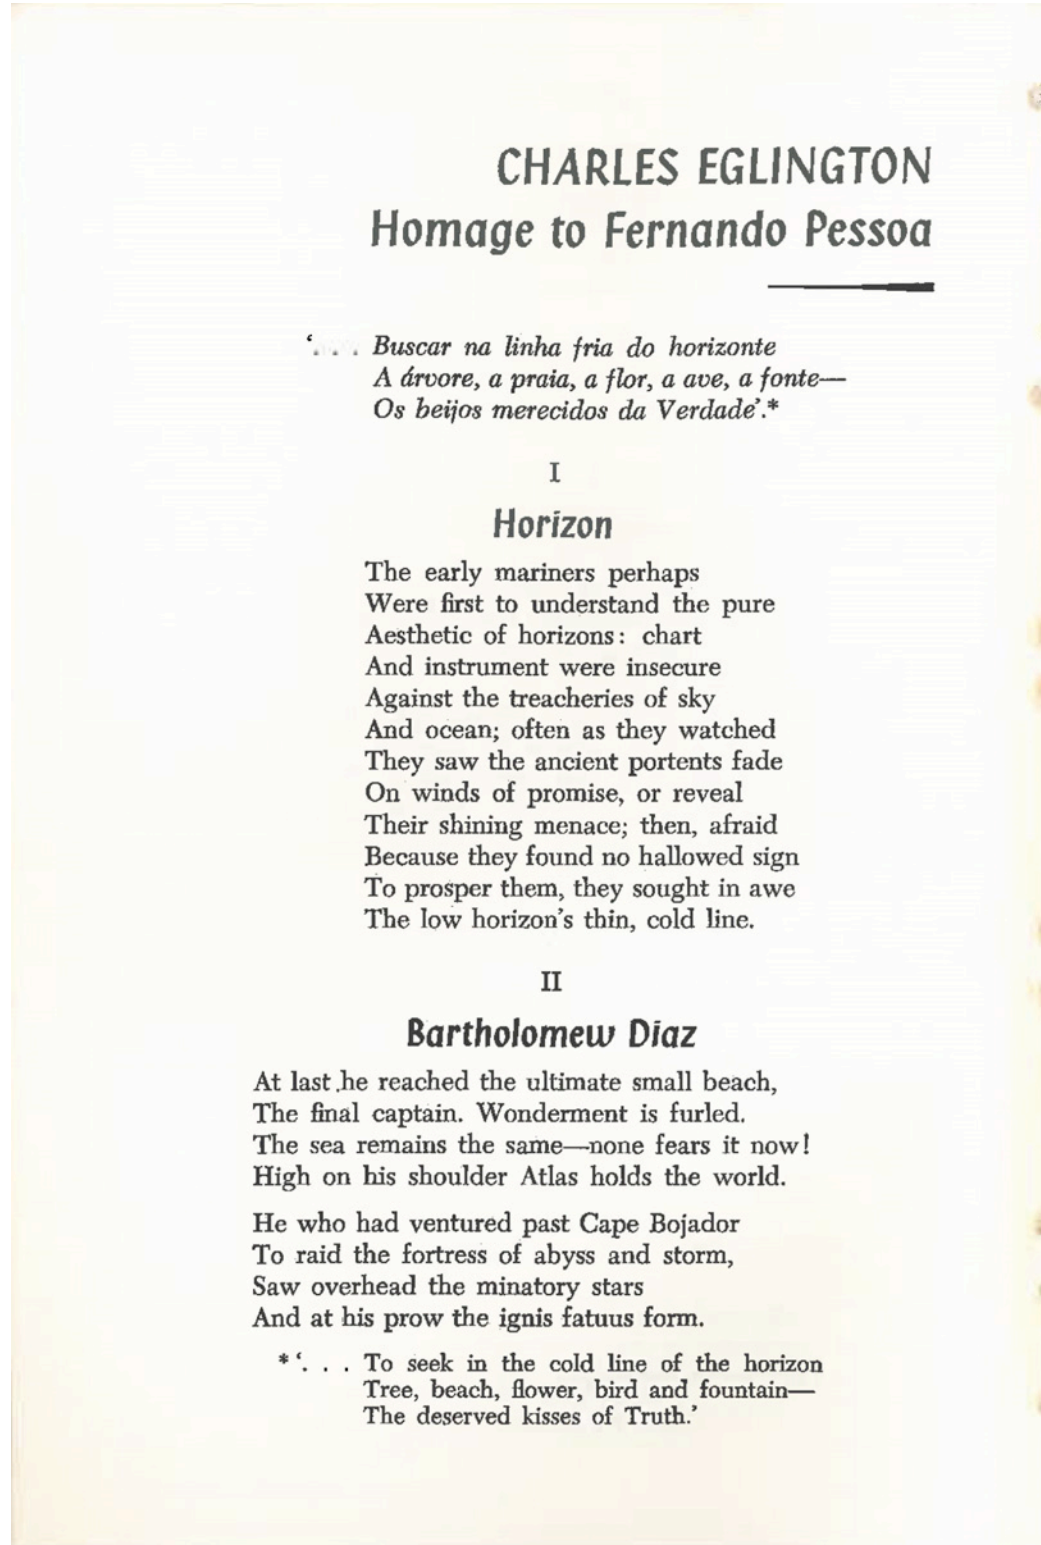 CHARLES EGLINGTON
Homage to Fernando Pessoa
‘. . . Buscar na linha fria do horizonte
A árvore, a praia, a flor, a ave, a fonte—
Os beijos merecidos da Verdade’.*
I
Horizon
The early mariners perhaps
Were first to understand the pure
Aesthetic of horizons: chart
And instrument were insecure
Against the treacheries of sky
And ocean; often as they watched
They saw the ancient portents fade
On winds of promise, or reveal
Their shining menace; then, afraid
Because they found no hallowed sign
To prosper them, they sought in awe
The low horizon’s thin, cold line.
II
Bartholomew Diaz
At last he reached the ultimate small beach,
The final captain. Wonderment is furled.
The sea remains the same—none fears it now!
High on his shoulder Atlas holds the world.
He who had ventured past Cape Bojador
To raid the fortress of abyss and storm,
Saw overhead the minatory stars
And at his prow the ignis fatuus form.
*‘. . . To seek in the cold line of the horizon
Tree, beach, flower, bird and fountain—
The deserved kisses of Truth.’